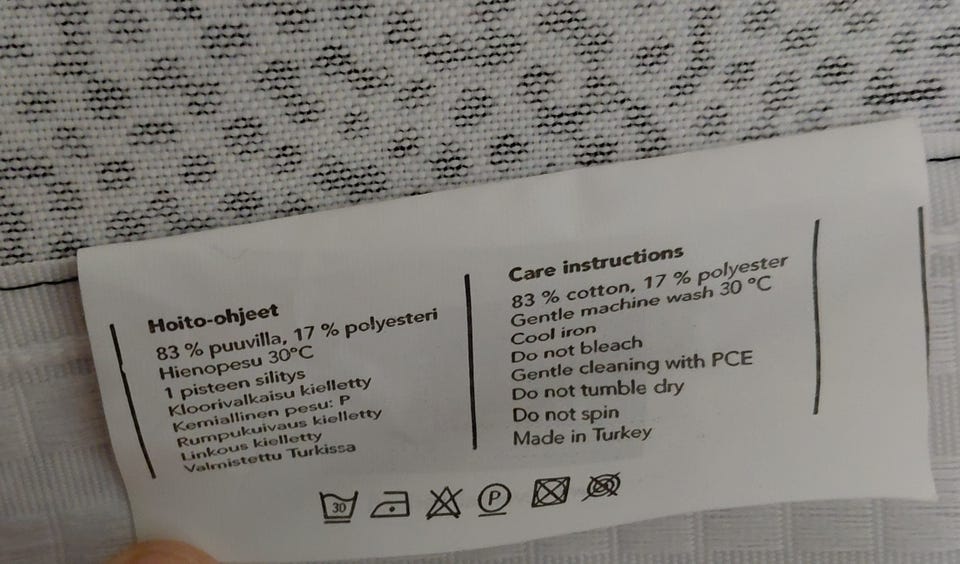 Hoito-ohjeet
83 % puuvilla, 17 % polyesteri
Hienopesu 30°C
1 pisteen silitys
Kloorivalkaisu kielletty
Kemiallinen pesu: P
Rumpukuivaus kielletty
Linkous kielletty
Valmistettu Turkissa
Care instructions
83 % cotton, 17 % polyester
Gentle machine wash 30 °C
Cool iron
Do not bleach
Gentle cleaning with PCE
Do not tumble dry
Do not spin
Made in Turkey
30 P